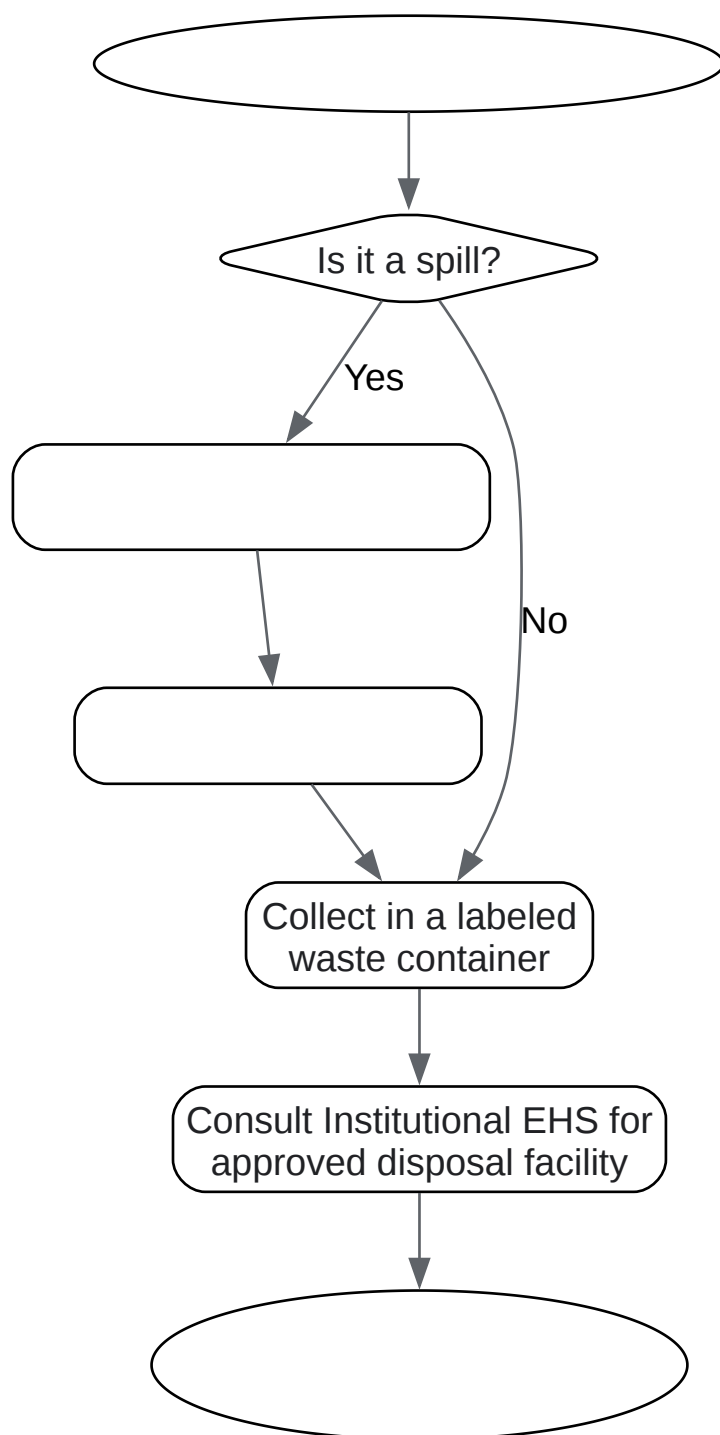 Is it a spill?
Yes
No
Collect in a labeled
waste container
Consult Institutional EHS for
approved disposal facility